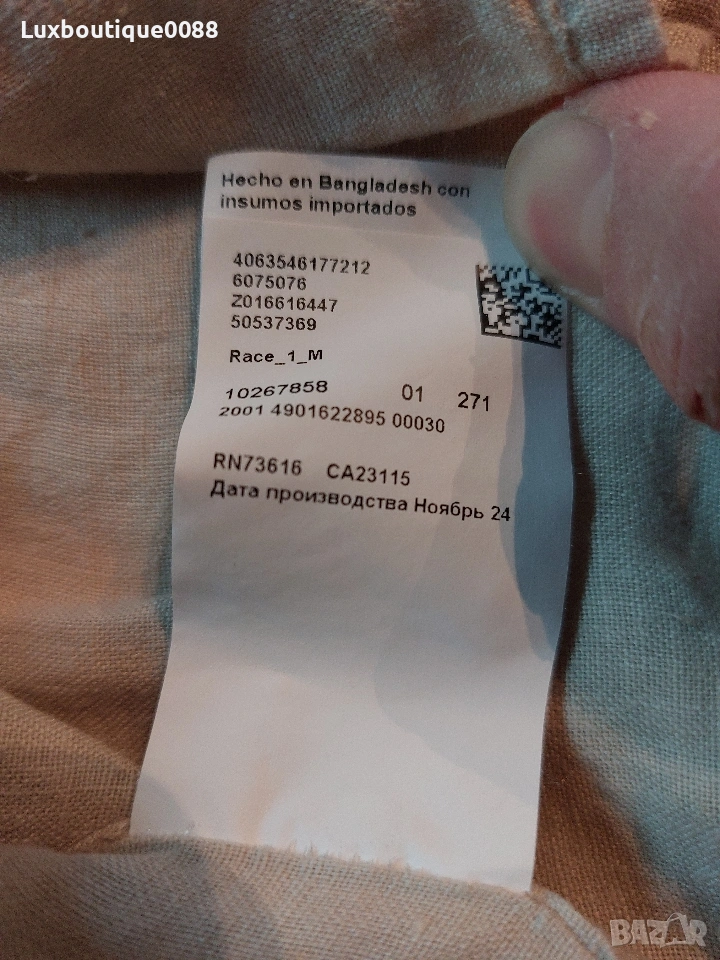 Luxboutique0088
Hecho en Bangladesh con
insumos importados
4063546177212
6075076
Z016616447
50537369
Race_1_M
10267858 01 271
2001 4901622895 00030
RN73616 CA23115
Дата производства Ноябрь 24
BAZAR